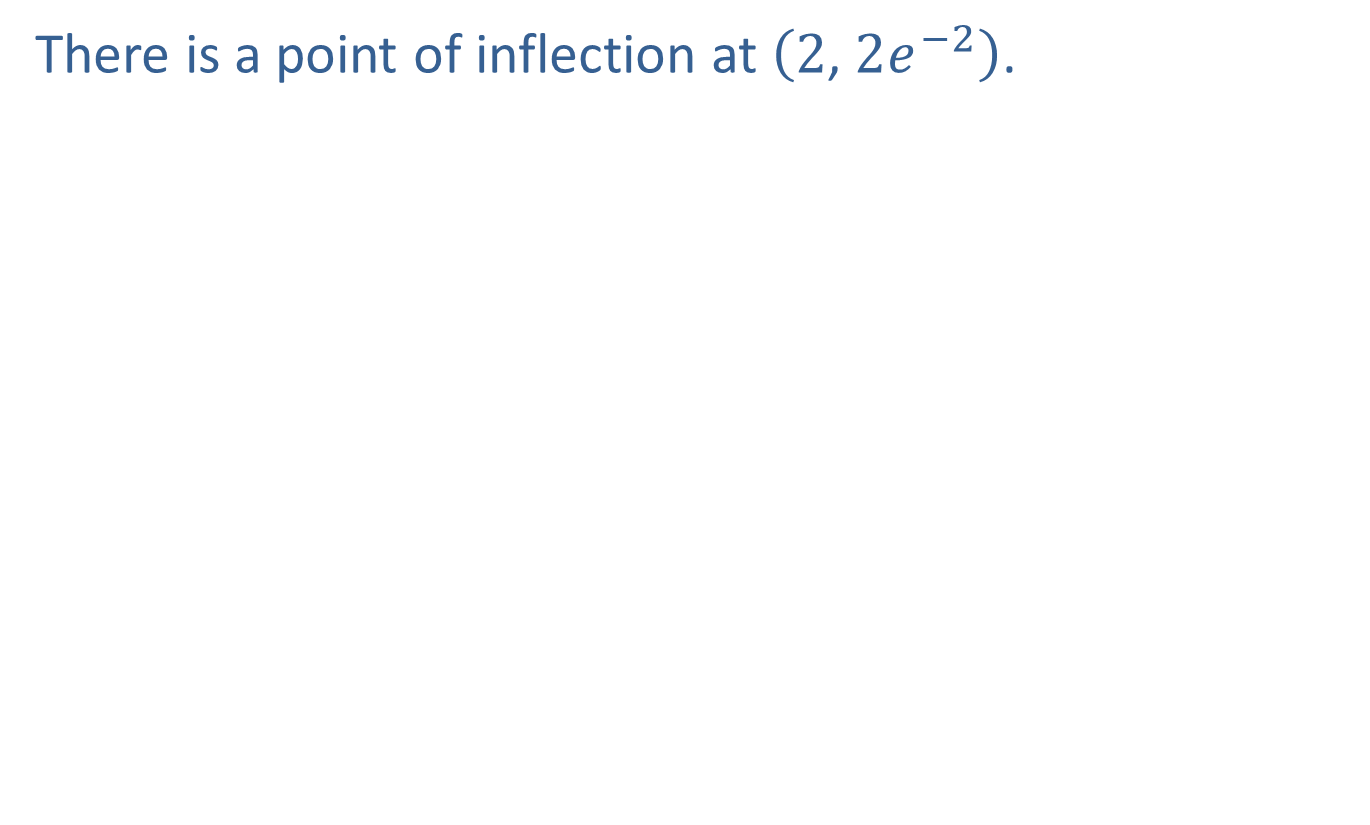 There is a point of inflection at (2, 2e⁻²).